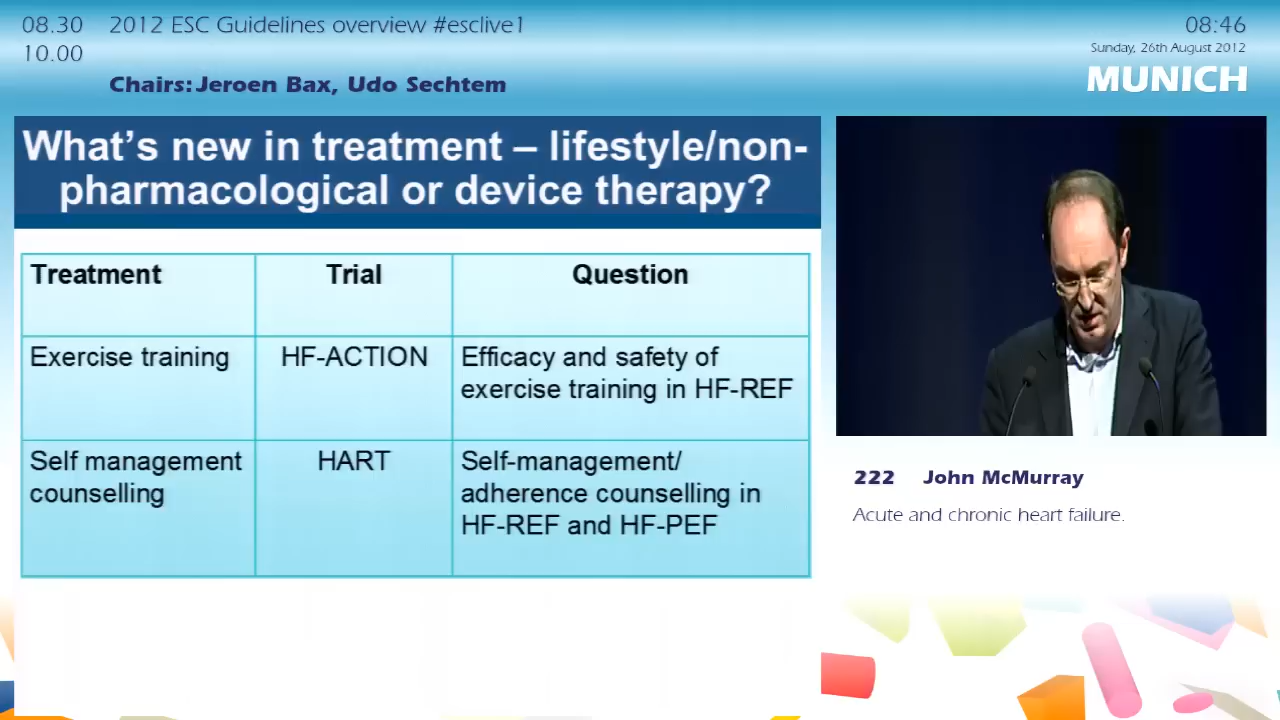 08.30 2012 ESC Guidelines overview #esclive1
10.00
Chairs: Jeroen Bax, Udo Sechtem
08:46
Sunday, 26th August 2012
MUNICH
What's new in treatment – lifestyle/non-
pharmacological or device therapy?
Treatment Trial Question
Exercise training HF-ACTION Efficacy and safety of
exercise training in HF-REF
Self management HART Self-management/
counselling adherence counselling in
HF-REF and HF-PEF
222 John McMurray
Acute and chronic heart failure.